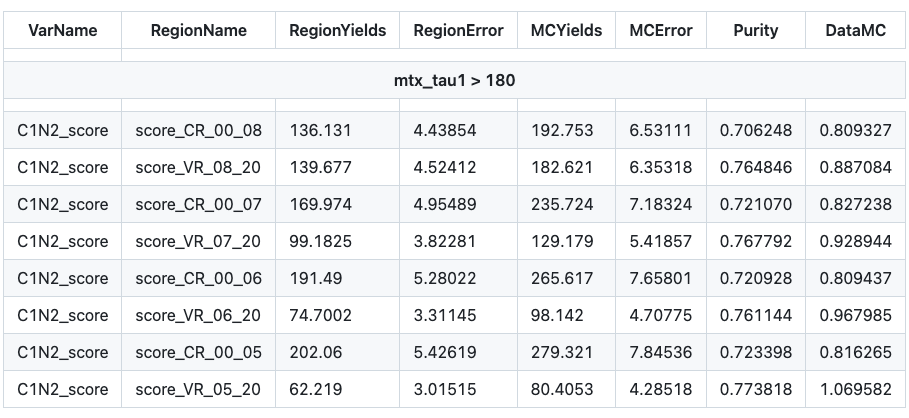 VarName RegionName RegionYields RegionError MCYields MCError Purity DataMC
mtx_tau1 > 180
C1N2_score score_CR_00_08 136.131 4.43854 192.753 6.53111 0.706248 0.809327
C1N2_score score_VR_08_20 139.677 4.52412 182.621 6.35318 0.764846 0.887084
C1N2_score score_CR_00_07 169.974 4.95489 235.724 7.18324 0.721070 0.827238
C1N2_score score_VR_07_20 99.1825 3.82281 129.179 5.41857 0.767792 0.928944
C1N2_score score_CR_00_06 191.49 5.28022 265.617 7.65801 0.720928 0.809437
C1N2_score score_VR_06_20 74.7002 3.31145 98.142 4.70775 0.761144 0.967985
C1N2_score score_CR_00_05 202.06 5.42619 279.321 7.84536 0.723398 0.816265
C1N2_score score_VR_05_20 62.219 3.01515 80.4053 4.28518 0.773818 1.069582